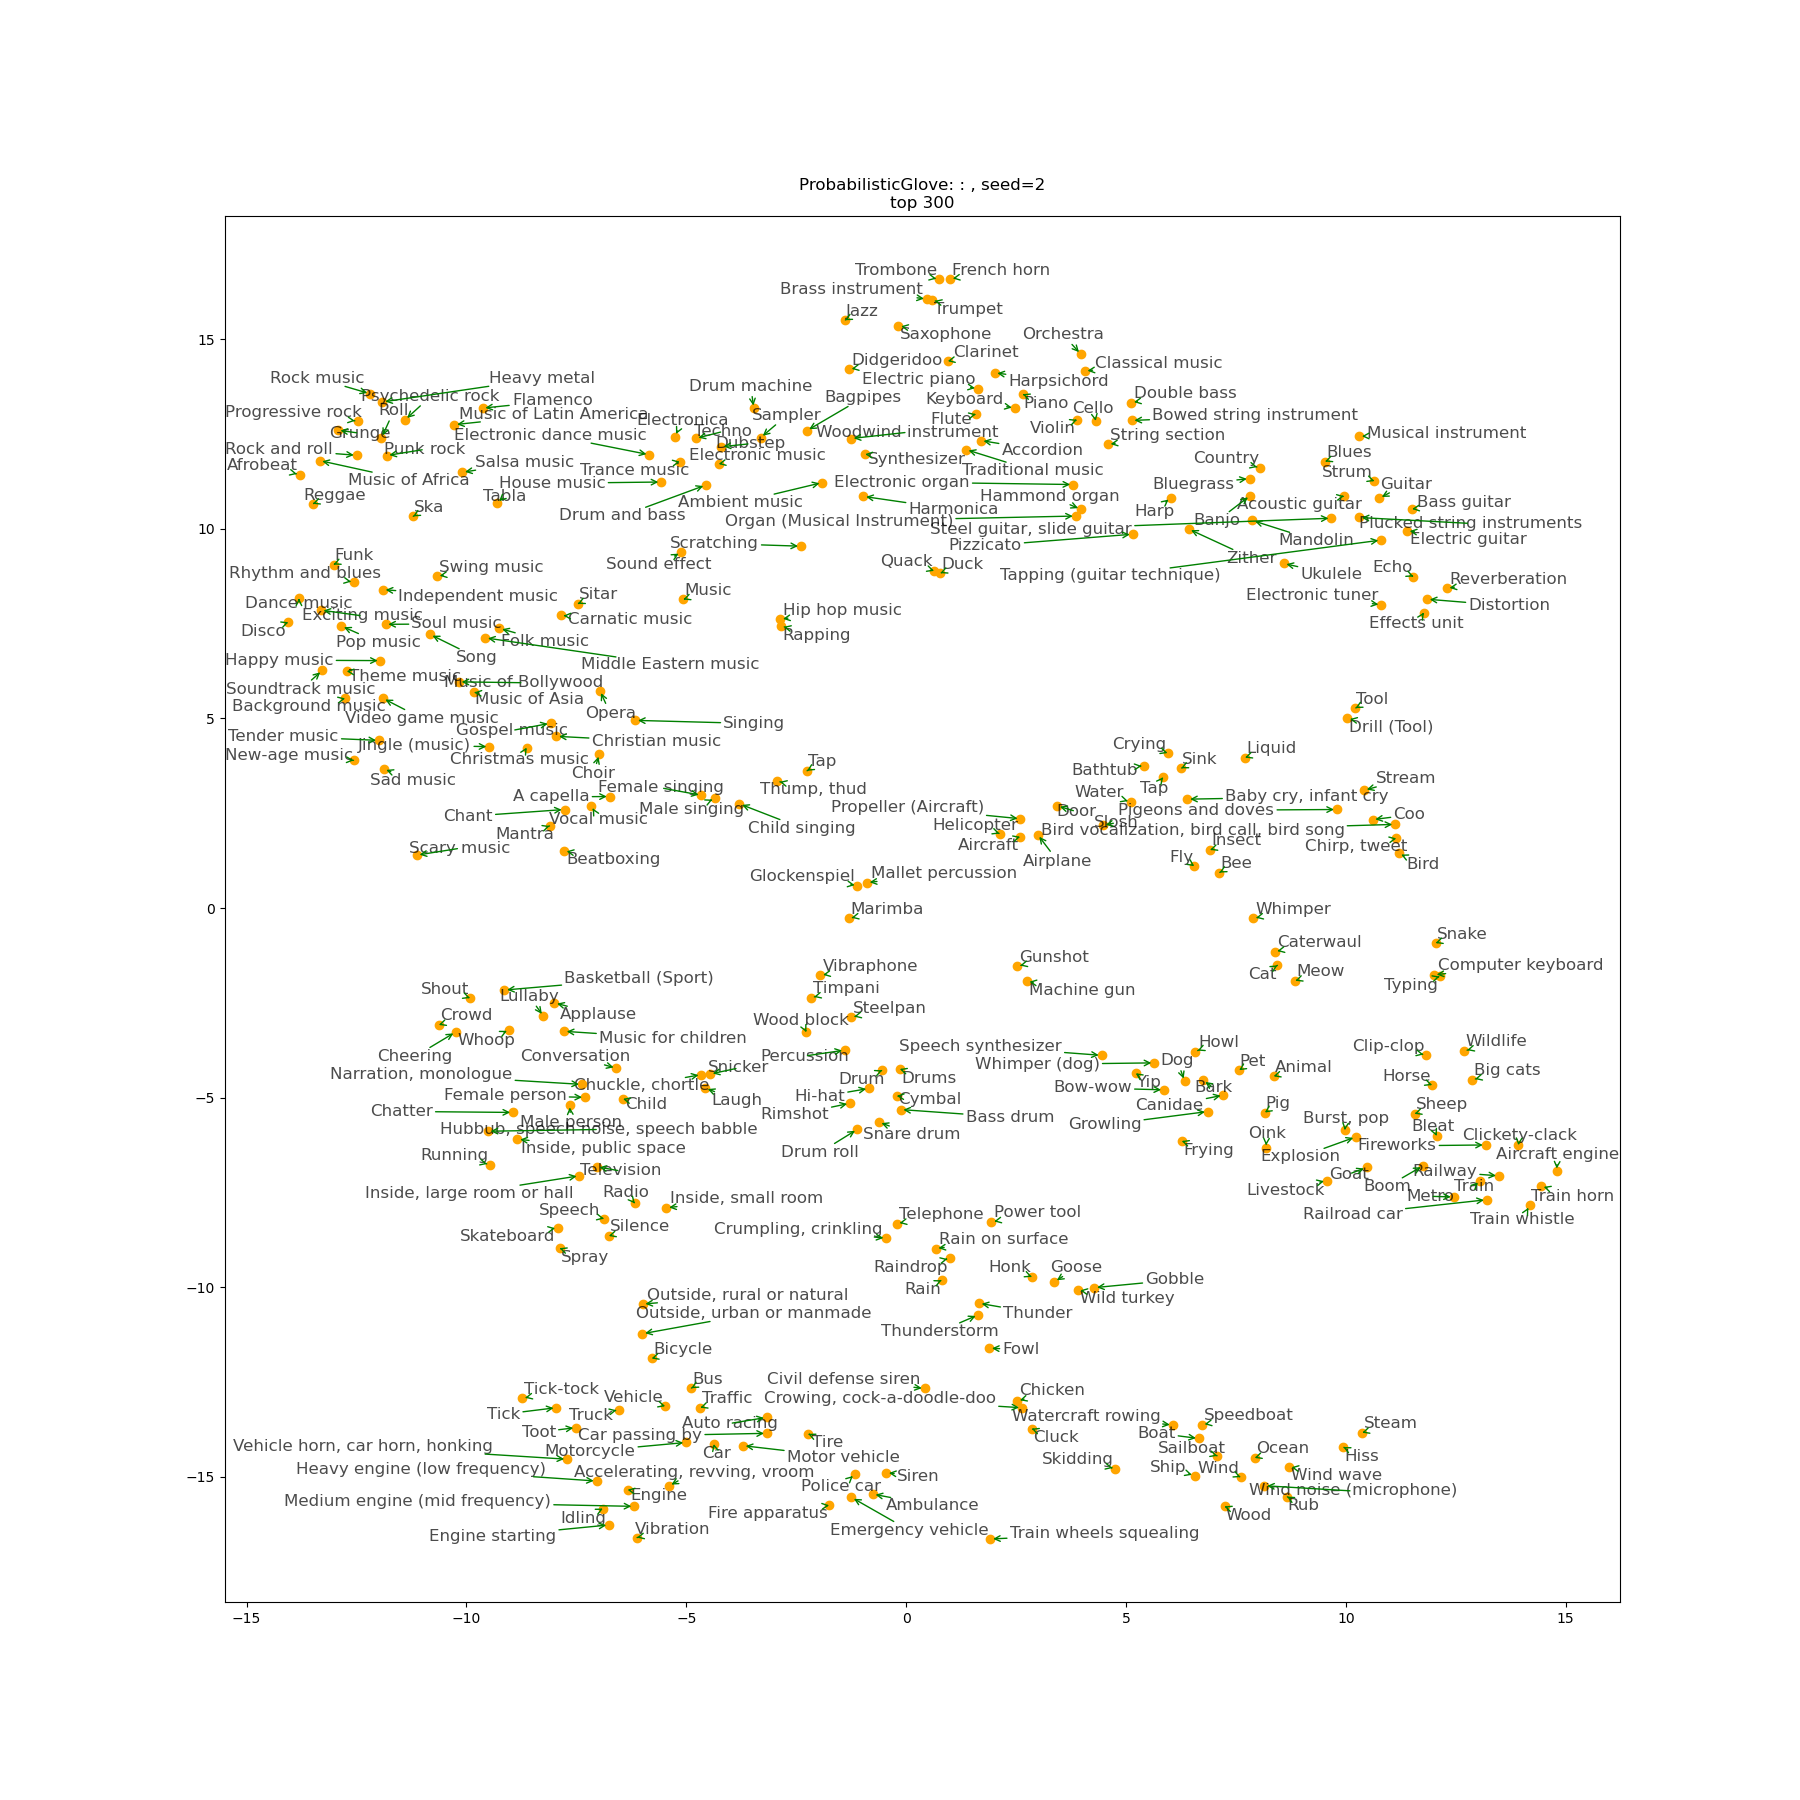 ProbabilisticGlove: : , seed=2
top 300
Trombone
French horn
Brass instrument
Trumpet
Jazz
Saxophone
Orchestra
Clarinet
Didgeridoo
Classical music
Rock music
Heavy metal
Electric piano
Harpsichord
Drum machine
Psychedelic rock
Flamenco
Bagpipes
Keyboard
Piano
Double bass
Progressive rock
Roll
Music of Latin America
Electronica
Sampler
Flute
Cello
Bowed string instrument
Grunge
Electronic dance music
Techno
Woodwind instrument
Violin
String section
Musical instrument
Rock and roll
Punk rock
Dubstep
Electronic music
Synthesizer
Accordion
Country
Blues
Afrobeat
Salsa music
Trance music
Traditional music
Strum
Music of Africa
House music
Electronic organ
Bluegrass
Guitar
Reggae
Tabla
Ambient music
Hammond organ
Acoustic guitar
Bass guitar
Ska
Drum and bass
Harmonica
Harp
Organ (Musical Instrument)
Banjo
Plucked string instruments
Steel guitar, slide guitar
Scratching
Pizzicato
Mandolin
Electric guitar
Funk
Sound effect
Quack
Duck
Zither
Swing music
Rhythm and blues
Tapping (guitar technique)
Ukulele
Echo
Reverberation
Sitar
Music
Independent music
Electronic tuner
Dance music
Distortion
Exciting music
Carnatic music
Hip hop music
Effects unit
Disco
Soul music
Rapping
Pop music
Folk music
Song
Happy music
Middle Eastern music
Theme music
Music of Bollywood
Soundtrack music
Music of Asia
Tool
Background music
Opera
Video game music
Singing
Drill (Tool)
Tender music
Jingle (music)
Gospel music
Christian music
Crying
Liquid
New-age music
Christmas music
Tap
Sink
Sad music
Choir
Bathtub
Stream
Female singing
Thump, thud
Tap
A capella
Water
Baby cry, infant cry
Chant
Male singing
Propeller (Aircraft)
Door
Pigeons and doves
Coo
Vocal music
Child singing
Helicopter
Slosh
Mantra
Bird vocalization, bird call, bird song
Scary music
Aircraft
Insect
Chirp, tweet
Beatboxing
Airplane
Fly
Bee
Bird
Glockenspiel
Mallet percussion
Marimba
Whimper
Caterwaul
Snake
Gunshot
Vibraphone
Cat
Meow
Computer keyboard
Basketball (Sport)
Typing
Shout
Lullaby
Timpani
Machine gun
Crowd
Applause
Steelpan
Wood block
Whoop
Music for children
Howl
Wildlife
Cheering
Conversation
Percussion
Speech synthesizer
Clip-clop
Snicker
Whimper (dog)
Dog
Pet
Animal
Narration, monologue
Chuckle, chortle
Drum
Drums
Yip
Horse
Big cats
Female person
Laugh
Hi-hat
Cymbal
Bow-wow
Bark
Child
Canidae
Pig
Sheep
Chatter
Rimshot
Bass drum
Male person
Growling
Burst, pop
Bleat
Hubbub, speech noise, speech babble
Snare drum
Oink
Clickety-clack
Inside, public space
Drum roll
Frying
Explosion
Fireworks
Running
Aircraft engine
Television
Goat
Railway
Inside, large room or hall
Radio
Inside, small room
Livestock
Boom
Metro
Train
Train horn
Speech
Telephone
Power tool
Railroad car
Train whistle
Skateboard
Silence
Crumpling, crinkling
Spray
Rain on surface
Raindrop
Honk
Goose
Rain
Gobble
Outside, rural or natural
Wild turkey
Outside, urban or manmade
Thunder
Thunderstorm
Bicycle
Fowl
Bus
Civil defense siren
Tick-tock
Vehicle
Traffic
Crowing, cock-a-doodle-doo
Chicken
Tick
Truck
Auto racing
Watercraft rowing
Speedboat
Toot
Car passing by
Tire
Cluck
Boat
Steam
Vehicle horn, car horn, honking
Motorcycle
Car
Motor vehicle
Skidding
Sailboat
Ocean
Hiss
Heavy engine (low frequency)
Accelerating, revving, vroom
Siren
Ship
Wind
Wind wave
Police car
Wind noise (microphone)
Medium engine (mid frequency)
Engine
Ambulance
Rub
Idling
Fire apparatus
Wood
Engine starting
Vibration
Emergency vehicle
Train wheels squealing
15
10
5
0
−5
−10
−15
−15
−10
−5
0
5
10
15